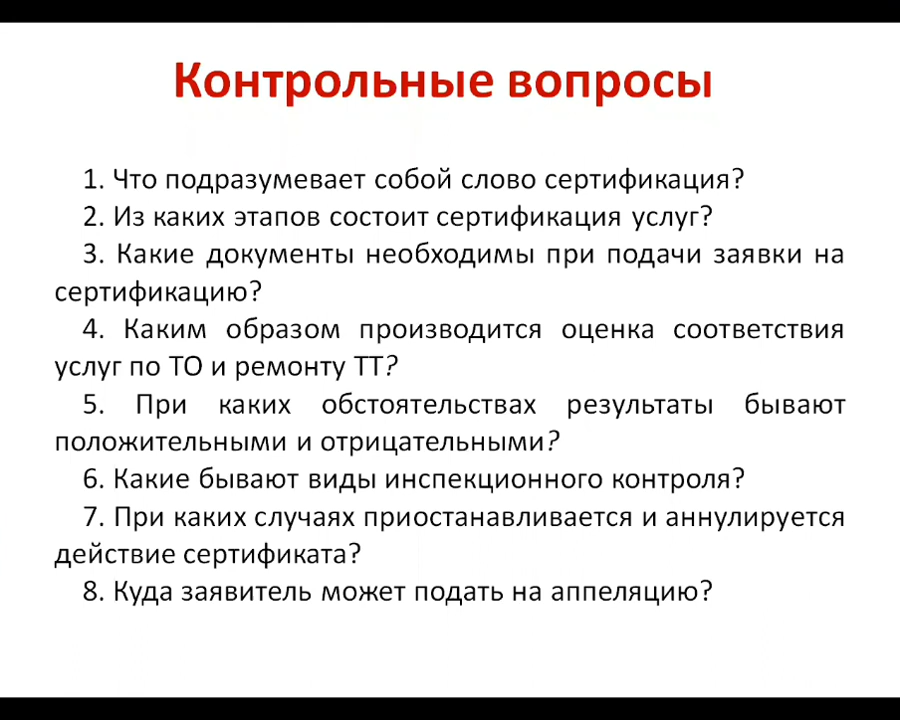 Контрольные вопросы
1. Что подразумевает собой слово сертификация?
2. Из каких этапов состоит сертификация услуг?
3. Какие документы необходимы при подачи заявки на
сертификацию?
4. Каким образом производится оценка соответствия
услуг по ТО и ремонту ТТ?
5. При каких обстоятельствах результаты бывают
положительными и отрицательными?
6. Какие бывают виды инспекционного контроля?
7. При каких случаях приостанавливается и аннулируется
действие сертификата?
8. Куда заявитель может подать на аппеляцию?